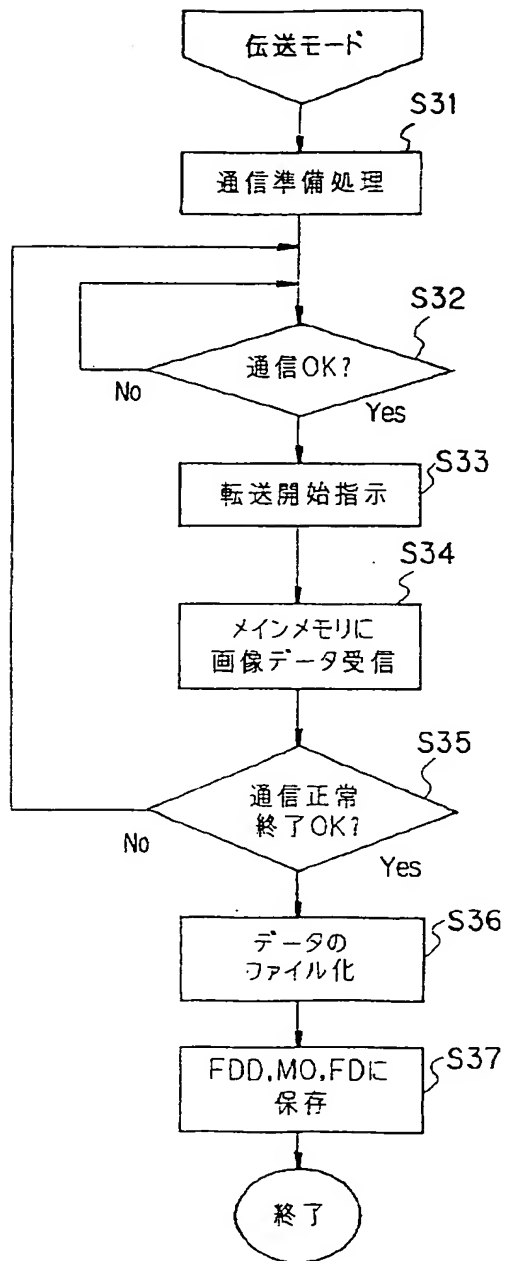 伝送モード
S31
通信準備処理
S32
通信OK?
No
Yes
S33
転送開始指示
S34
メインメモリに
画像データ受信
S35
通信正常
終了OK?
No
Yes
S36
データの
ファイル化
S37
FDD,MO,FDに
保存
終了